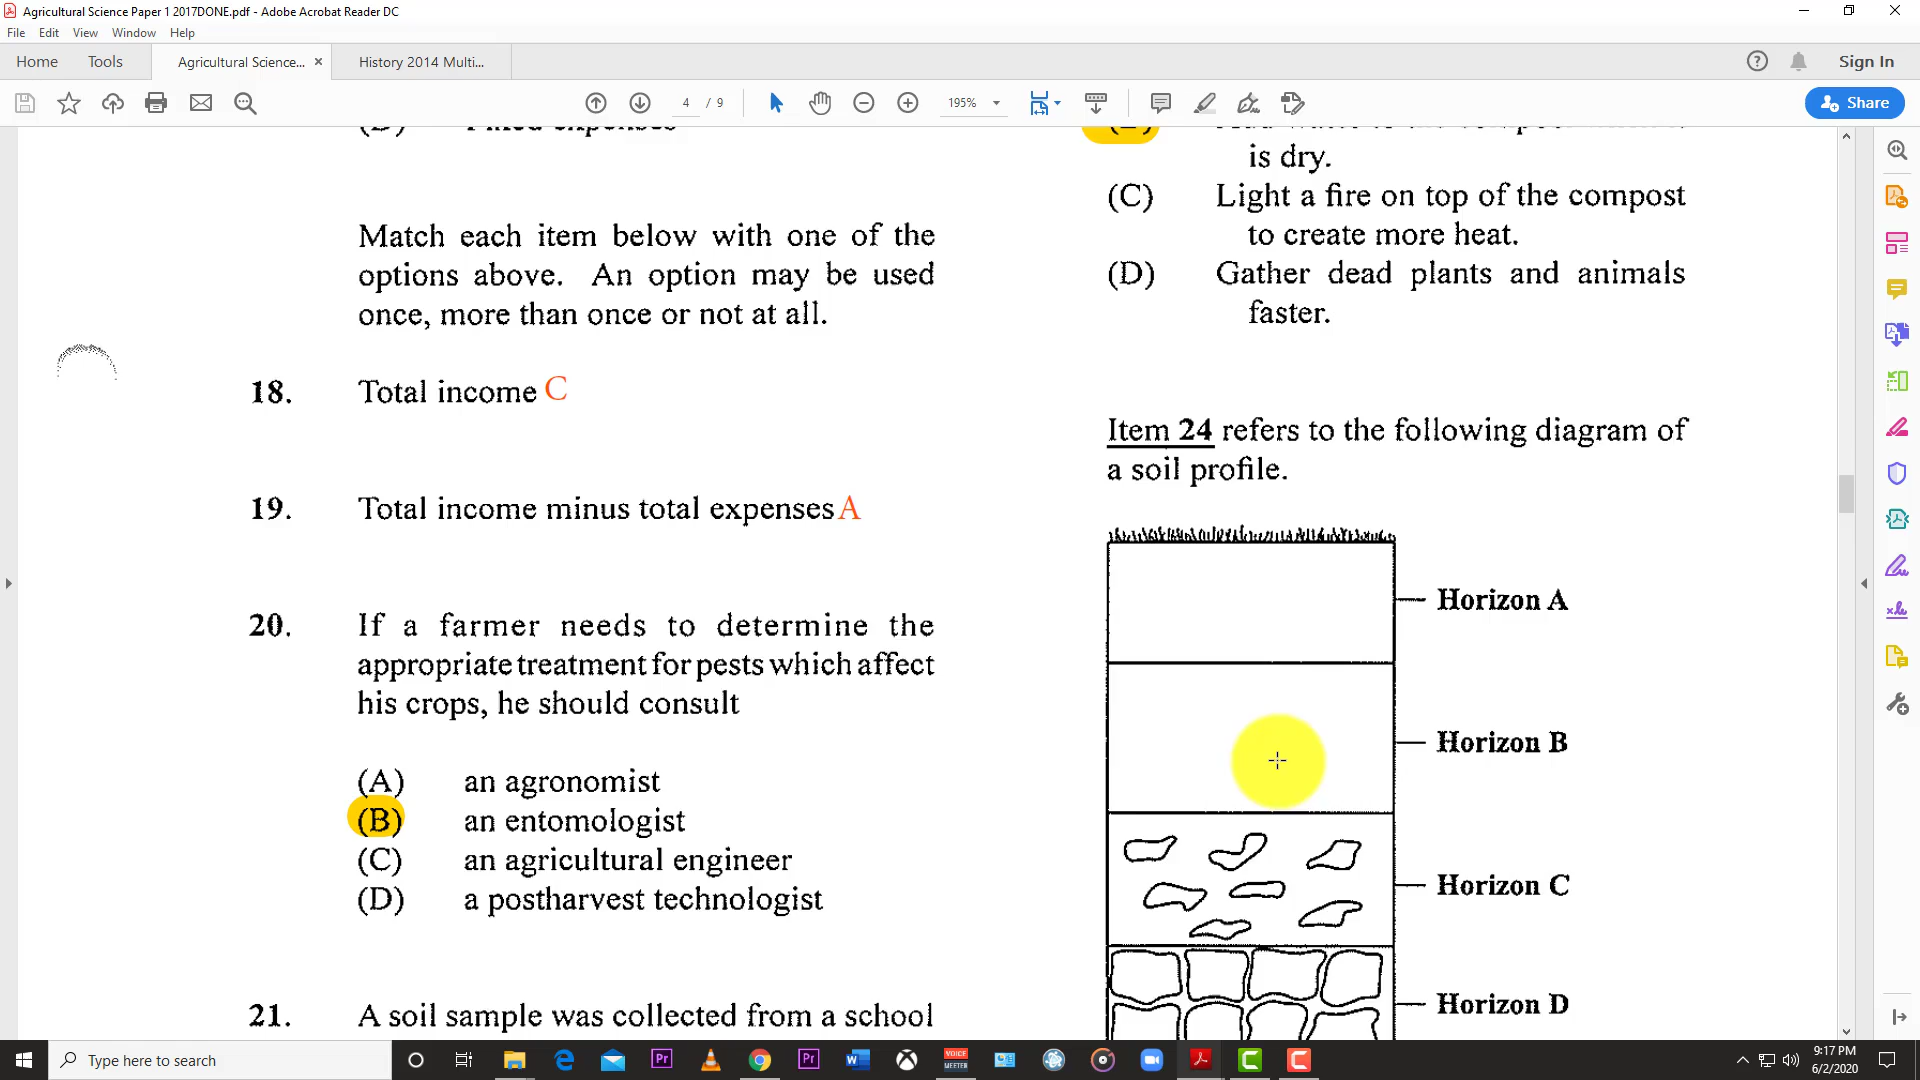 Agricultural Science Paper 1 2017DONE.pdf - Adobe Acrobat Reader DC
File Edit View Window Help
Home Tools Agricultural Science... × History 2014 Multi... Sign In
4 / 9 195% Share
is dry.
(C) Light a fire on top of the compost
to create more heat.
(D) Gather dead plants and animals
faster.
Match each item below with one of the
options above. An option may be used
once, more than once or not at all.
18. Total income C
19. Total income minus total expenses A
20. If a farmer needs to determine the
appropriate treatment for pests which affect
his crops, he should consult
(A) an agronomist
(B) an entomologist
(C) an agricultural engineer
(D) a postharvest technologist
21. A soil sample was collected from a school
Item 24 refers to the following diagram of
a soil profile.
Horizon A
Horizon B
Horizon C
Horizon D
Type here to search
VOICE
MEETER
9:17 PM
6/2/2020